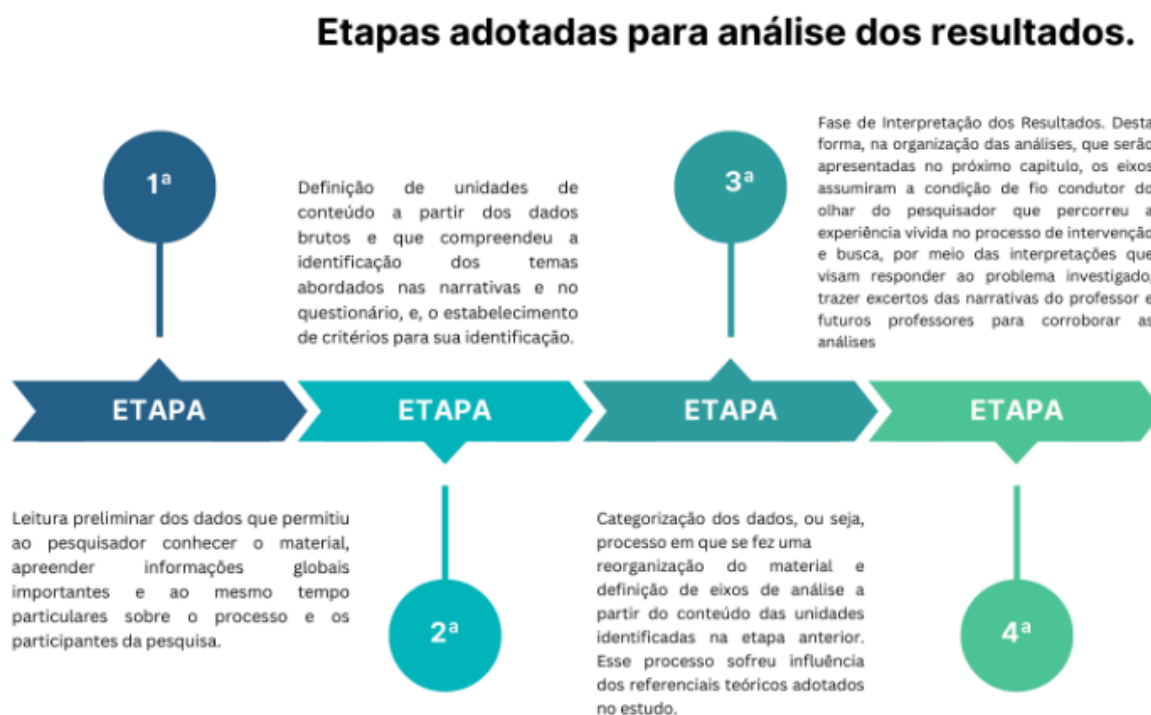 Etapas adotadas para análise dos resultados.
1ª
ETAPA
Leitura preliminar dos dados que permitiu
ao pesquisador conhecer o material,
apreender informações globais
importantes e ao mesmo tempo
particulares sobre o processo e os
participantes da pesquisa.
Definição de unidades de
conteúdo a partir dos dados
brutos e que compreendeu a
identificação dos temas
abordados nas narrativas e no
questionário, e, o estabelecimento
de critérios para sua identificação.
ETAPA
2ª
3ª
ETAPA
Categorização dos dados, ou seja,
processo em que se fez uma
reorganização do material e
definição de eixos de análise a
partir do conteúdo das unidades
identificadas na etapa anterior.
Esse processo sofreu influência
dos referenciais teóricos adotados
no estudo.
Fase de Interpretação dos Resultados. Desta
forma, na organização das análises, que serão
apresentadas no próximo capitulo, os eixos
assumiram a condição de fio condutor do
olhar do pesquisador que percorreu a
experiência vivida no processo de intervenção
e busca, por meio das interpretações que
visam responder ao problema investigado,
trazer excertos das narrativas do professor e
futuros professores para corroborar as
análises
ETAPA
4ª